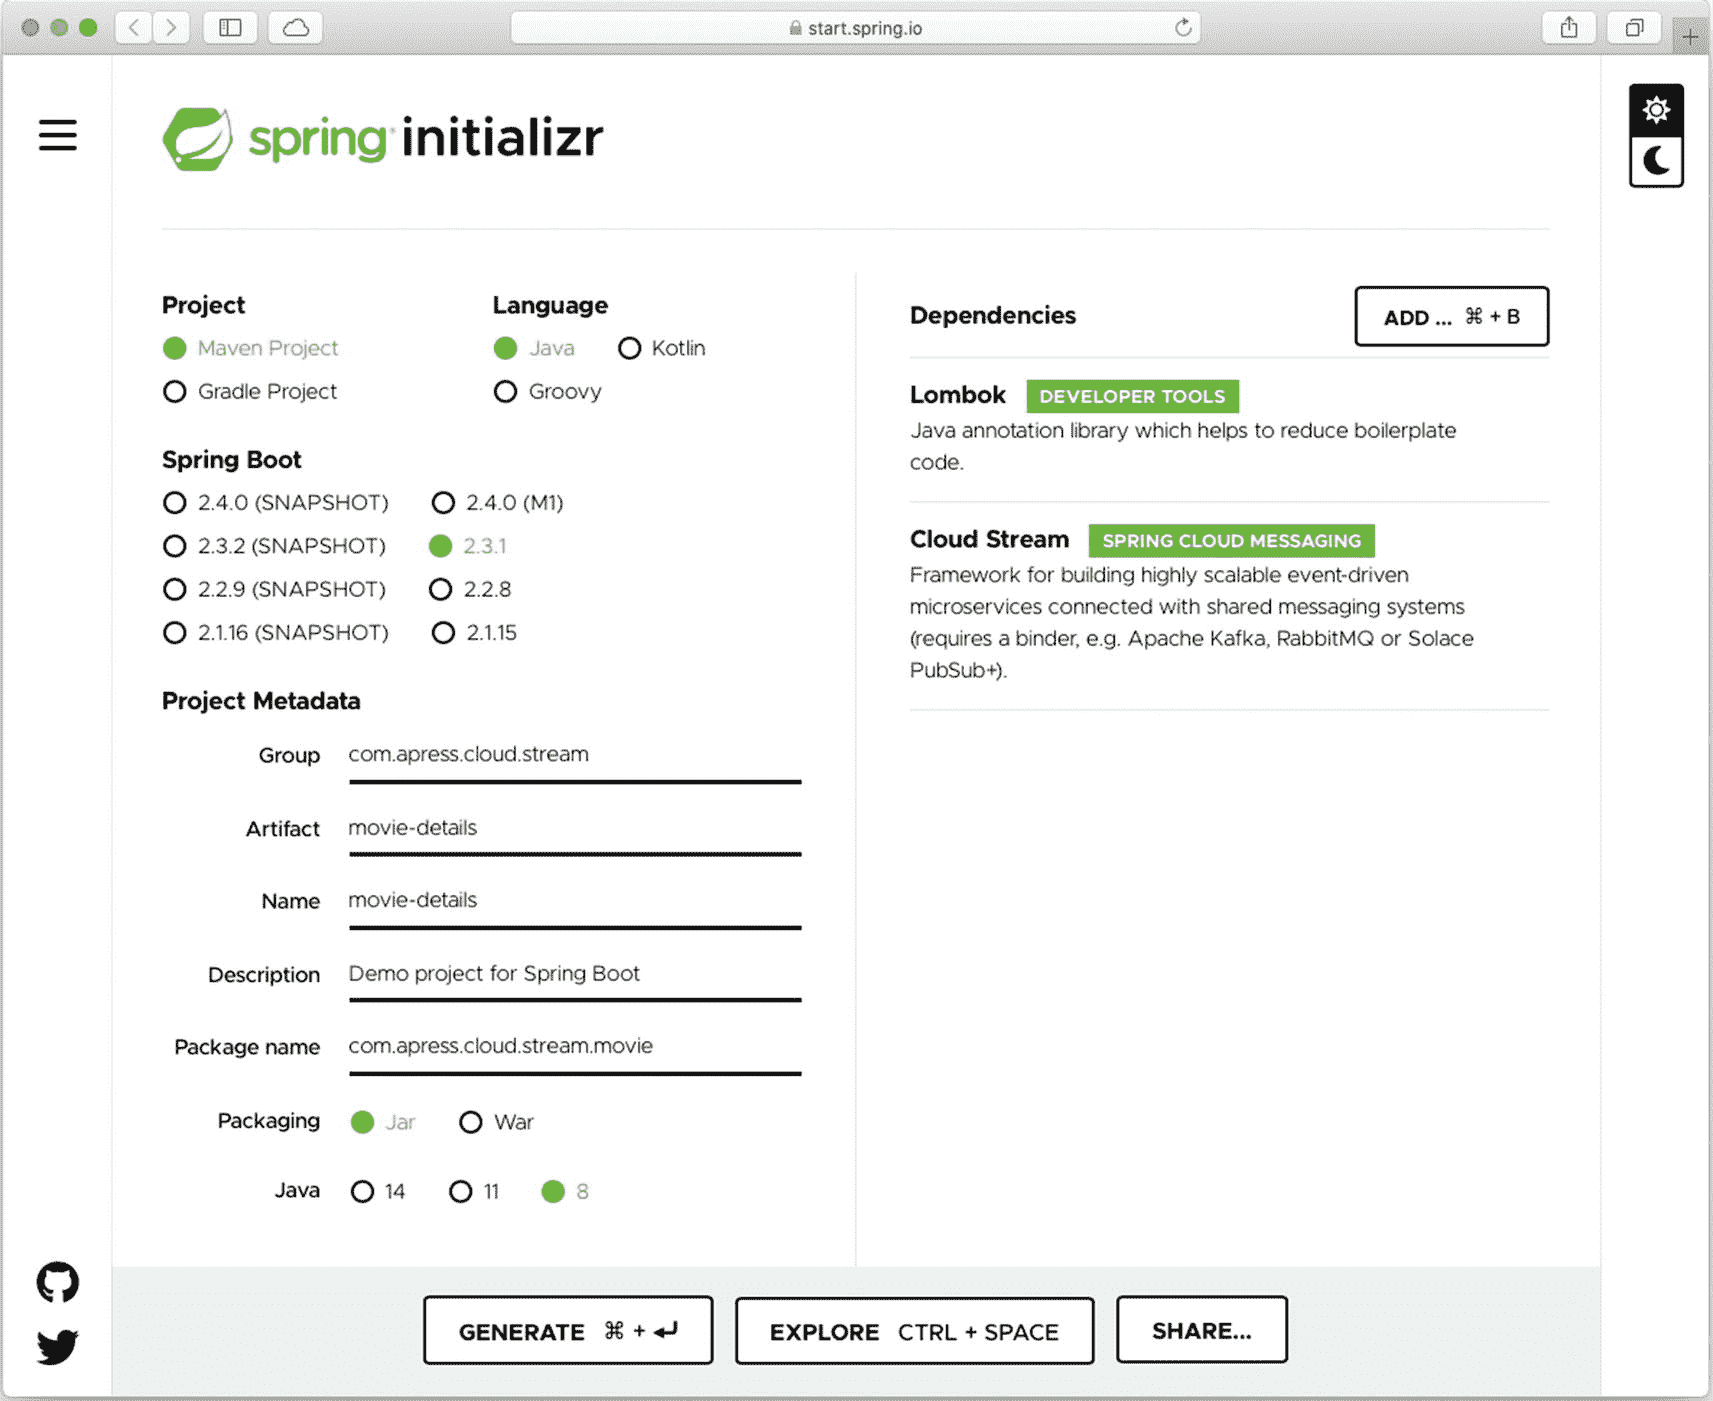 start.spring.io
spring initializr
Project
Maven Project
Gradle Project
Language
Java Kotlin
Groovy
Spring Boot
2.4.0 (SNAPSHOT) 2.4.0 (M1)
2.3.2 (SNAPSHOT) 2.3.1
2.2.9 (SNAPSHOT) 2.2.8
2.1.16 (SNAPSHOT) 2.1.15
Project Metadata
Group com.apress.cloud.stream
Artifact movie-details
Name movie-details
Description Demo project for Spring Boot
Package name com.apress.cloud.stream.movie
Packaging Jar War
Java 14 11 8
Dependencies ADD ... ⌘ + B
Lombok DEVELOPER TOOLS
Java annotation library which helps to reduce boilerplate
code.
Cloud Stream SPRING CLOUD MESSAGING
Framework for building highly scalable event-driven
microservices connected with shared messaging systems
(requires a binder, e.g. Apache Kafka, RabbitMQ or Solace
PubSub+).
GENERATE ⌘ + ↵ EXPLORE CTRL + SPACE SHARE...